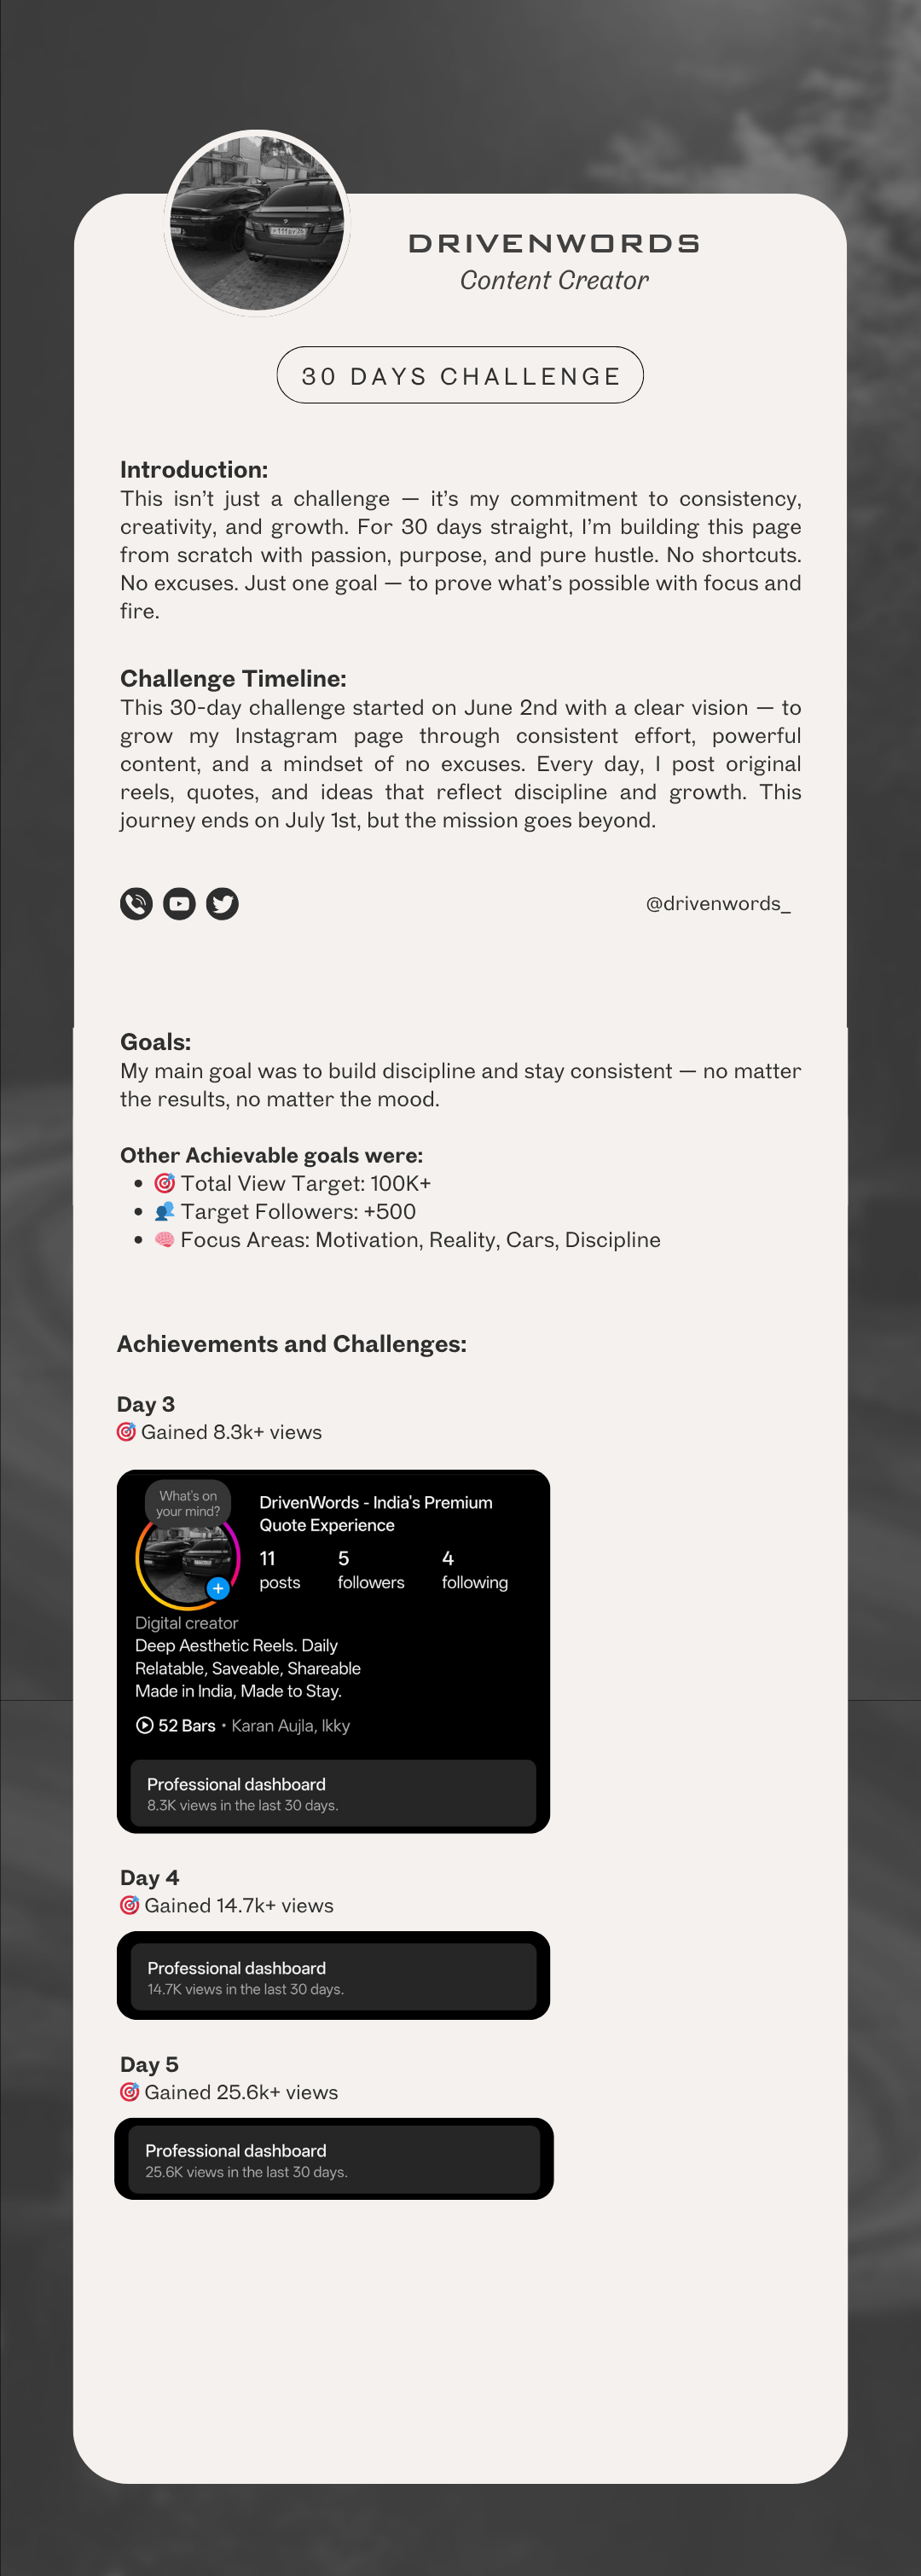 DRIVENWORDS
Content Creator
30 DAYS CHALLENGE
Introduction:
This isn't just a challenge — it's my commitment to consistency,
creativity, and growth. For 30 days straight, I'm building this page
from scratch with passion, purpose, and pure hustle. No shortcuts.
No excuses. Just one goal — to prove what's possible with focus and
fire.
Challenge Timeline:
This 30-day challenge started on June 2nd with a clear vision — to
grow my Instagram page through consistent effort, powerful
content, and a mindset of no excuses. Every day, I post original
reels, quotes, and ideas that reflect discipline and growth. This
journey ends on July 1st, but the mission goes beyond.
@drivenwords_
Goals:
My main goal was to build discipline and stay consistent — no matter
the results, no matter the mood.
Other Achievable goals were:
• 🎯 Total View Target: 100K+
• 👥 Target Followers: +500
• 🧠 Focus Areas: Motivation, Reality, Cars, Discipline
Achievements and Challenges:
Day 3
🎯 Gained 8.3k+ views
What's on
your mind?
DrivenWords - India's Premium
Quote Experience
11 5 4
posts followers following
Digital creator
Deep Aesthetic Reels. Daily
Relatable, Saveable, Shareable
Made in India, Made to Stay.
52 Bars • Karan Aujla, Ikky
Professional dashboard
8.3K views in the last 30 days.
Day 4
🎯 Gained 14.7k+ views
Professional dashboard
14.7K views in the last 30 days.
Day 5
🎯 Gained 25.6k+ views
Professional dashboard
25.6K views in the last 30 days.